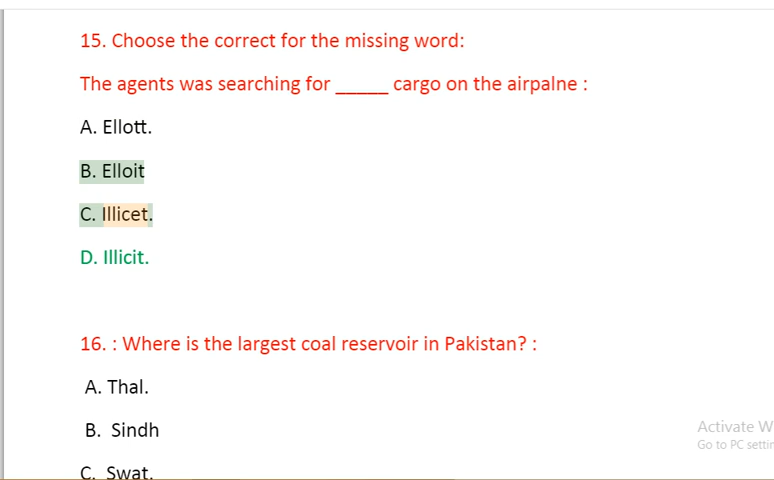 15. Choose the correct for the missing word:
The agents was searching for _____ cargo on the airpalne :
A. Ellott.
B. Elloit
C. Illicet.
D. Illicit.
16. : Where is the largest coal reservoir in Pakistan? :
A. Thal.
B. Sindh
Activate W
Go to PC settin
C. Swat.